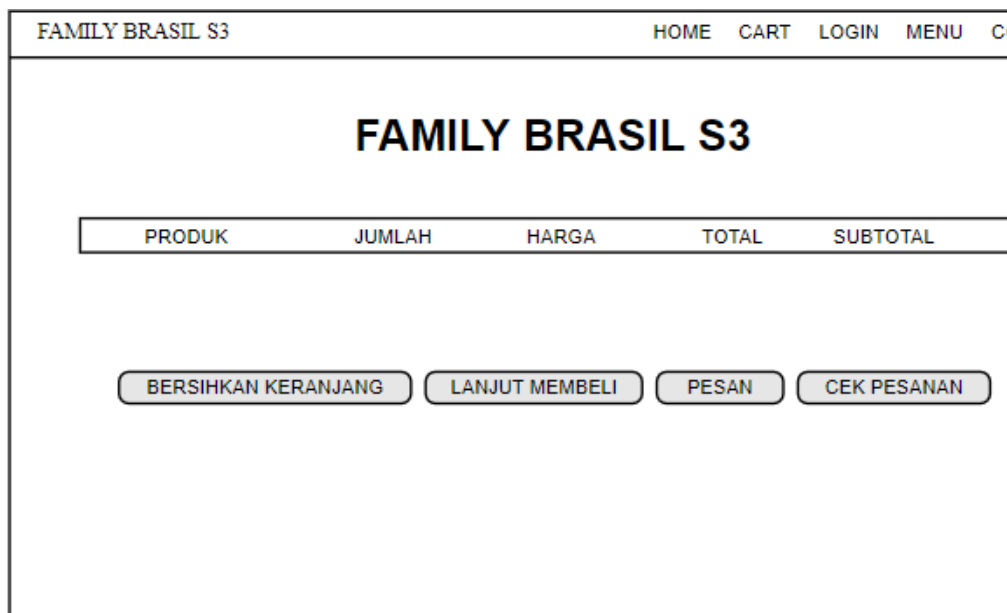 FAMILY BRASIL S3 HOME CART LOGIN MENU
FAMILY BRASIL S3
PRODUK JUMLAH HARGA TOTAL SUBTOTAL
BERSIHKAN KERANJANG LANJUT MEMBELI PESAN CEK PESANAN